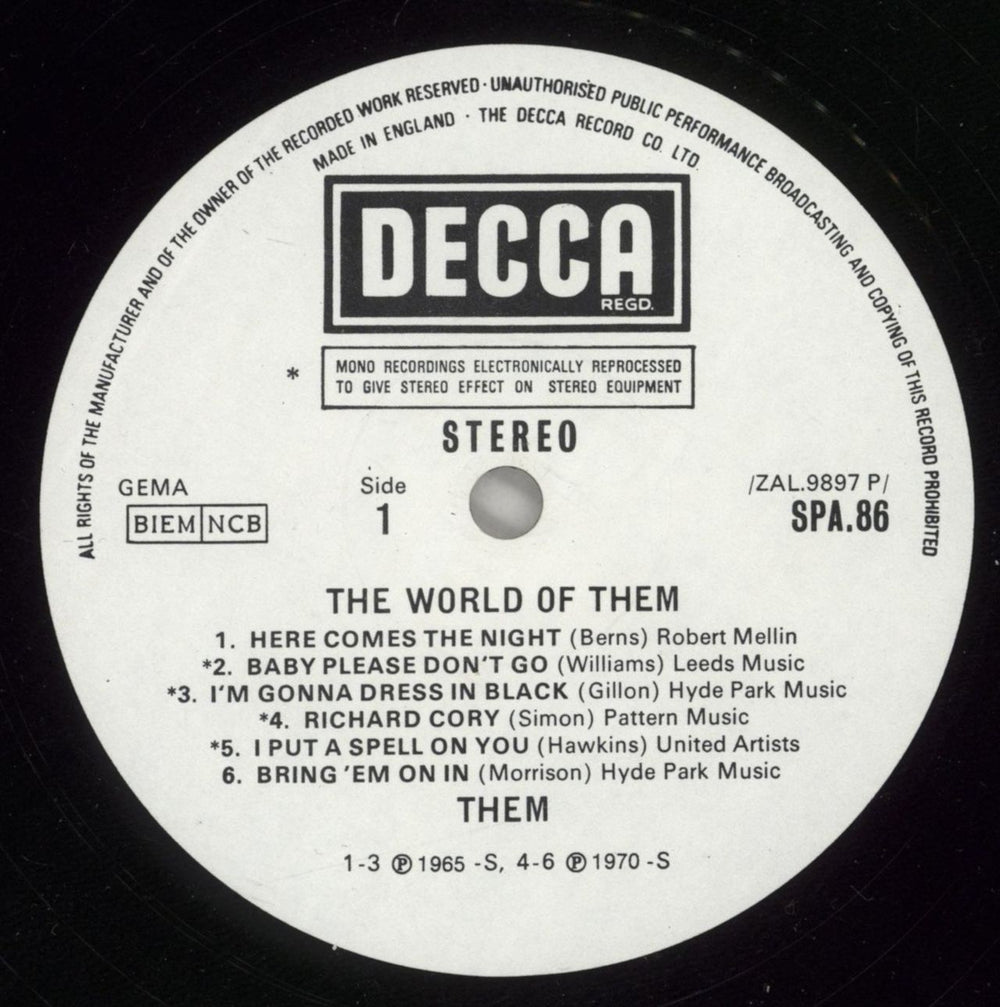 ALL RIGHTS OF THE MANUFACTURER AND OF THE OWNER OF THE RECORDED WORK RESERVED · UNAUTHORISED PUBLIC PERFORMANCE BROADCASTING AND COPYING OF THIS RECORD PROHIBITED
MADE IN ENGLAND · THE DECCA RECORD CO. LTD.
DECCA
REGD.
* MONO RECORDINGS ELECTRONICALLY REPROCESSED
TO GIVE STEREO EFFECT ON STEREO EQUIPMENT
STEREO
GEMA
BIEM NCB
Side
1
/ZAL.9897 P/
SPA.86
THE WORLD OF THEM
1. HERE COMES THE NIGHT (Berns) Robert Mellin
*2. BABY PLEASE DON'T GO (Williams) Leeds Music
*3. I'M GONNA DRESS IN BLACK (Gillon) Hyde Park Music
*4. RICHARD CORY (Simon) Pattern Music
*5. I PUT A SPELL ON YOU (Hawkins) United Artists
6. BRING 'EM ON IN (Morrison) Hyde Park Music
THEM
1-3 ℗ 1965 -S, 4-6 ℗ 1970 -S